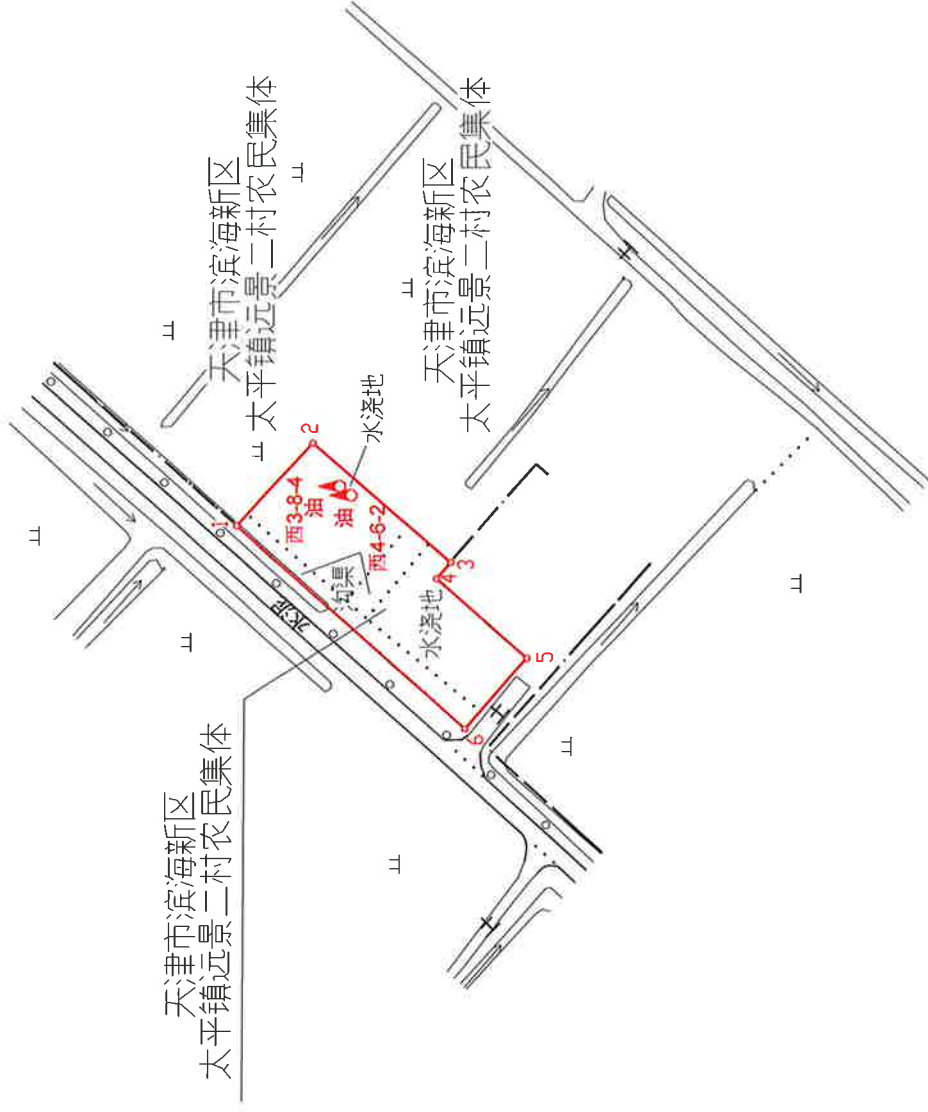 天津市滨海新区
太平镇远景二村农民集体
天津市滨海新区
太平镇远景二村农民集体
天津市滨海新区
太平镇远景二村农民集体
1
2
西3-8-4
油
油
西4-6-2
水浇地
沟渠
水泥
水浇地
3
4
5
6